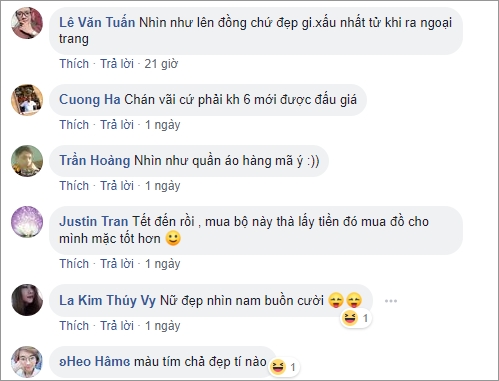 Lê Văn Tuấn Nhìn như lên đồng chứ đẹp gi.xấu nhất từ khi ra ngoại
trang
Thích · Trả lời · 21 giờ
Cuong Ha Chán vãi cứ phải kh 6 mới được đấu giá
Thích · Trả lời · 1 ngày
Trần Hoảng Nhìn như quần áo hàng mã ý :))
Thích · Trả lời · 1 ngày
Justin Tran Tết đến rồi , mua bộ này thà lấy tiền đó mua đồ cho
mình mặc tốt hơn
Thích · Trả lời · 1 ngày
La Kim Thúy Vy Nữ đẹp nhìn nam buồn cười
1
Thích · Trả lời · 1 ngày
ʚHeo Hâmɞ màu tím chả đẹp tí nào
1